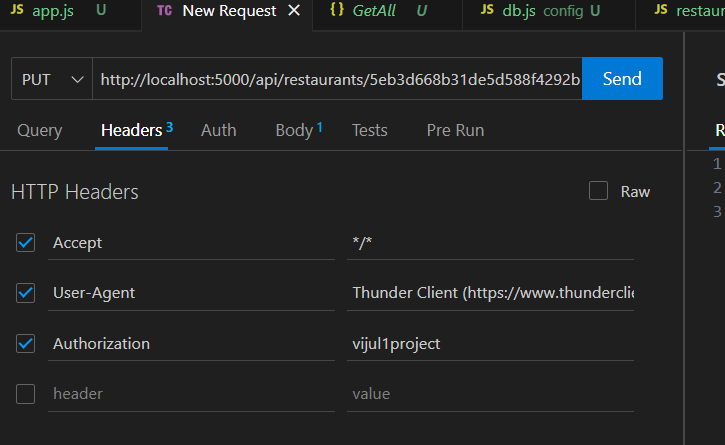 JS app.js U TC New Request × {} GetAll U JS db.js config U JS restaur
PUT http://localhost:5000/api/restaurants/5eb3d668b31de5d588f4292b Send
Query Headers 3 Auth Body 1 Tests Pre Run
HTTP Headers Raw
Accept */*
User-Agent Thunder Client (https://www.thunderclie
Authorization vijul1project
header value
S
R
1
2
3